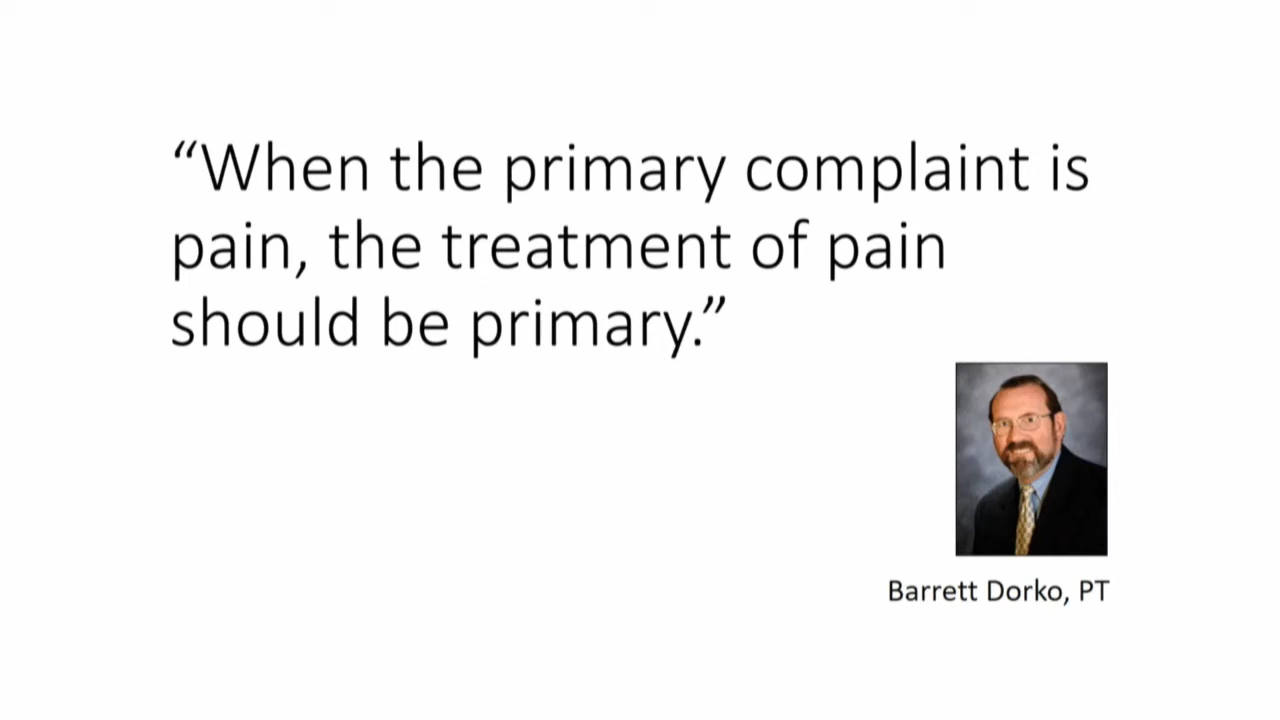 “When the primary complaint is
pain, the treatment of pain
should be primary.”
Barrett Dorko, PT